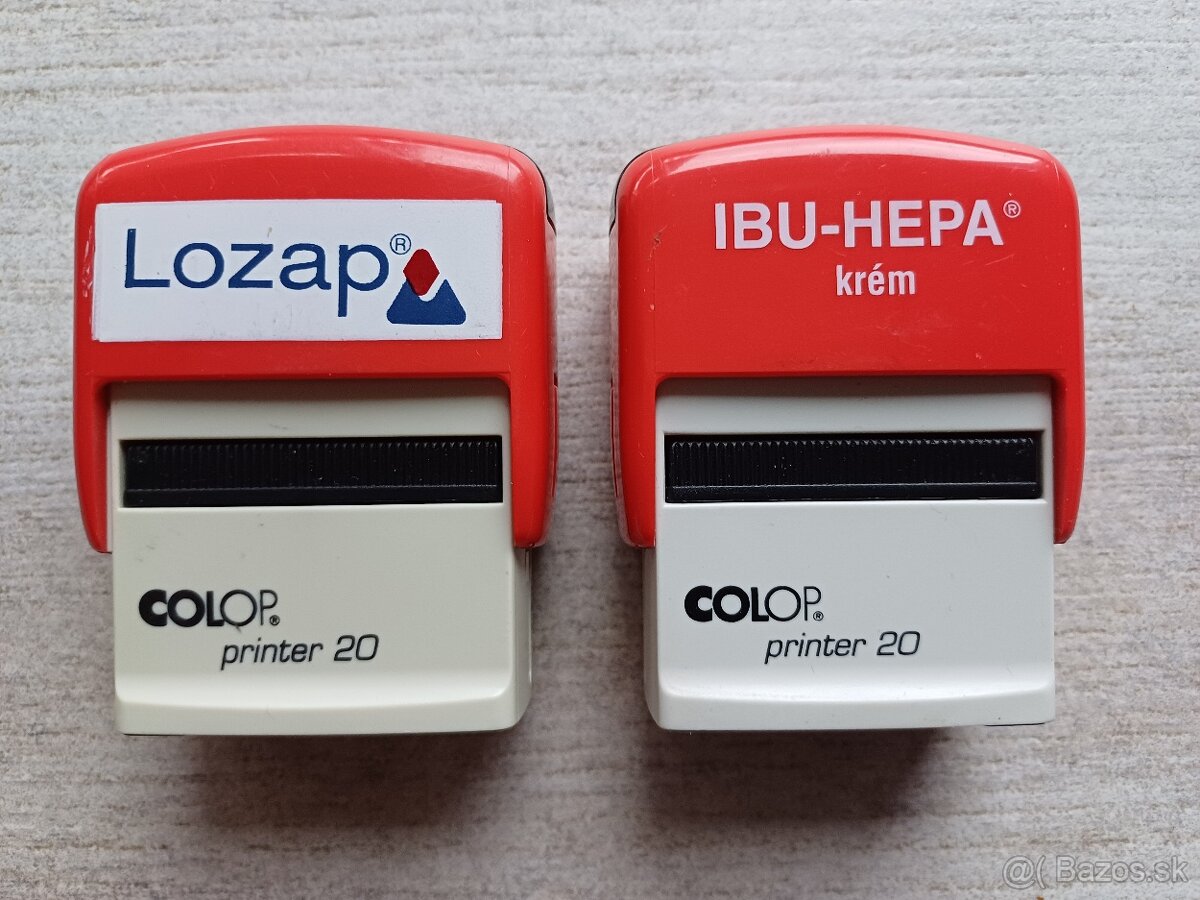 Lozap®
COLOP®
printer 20
IBU-HEPA®
krém
COLOP®
printer 20
@( Bazos.sk